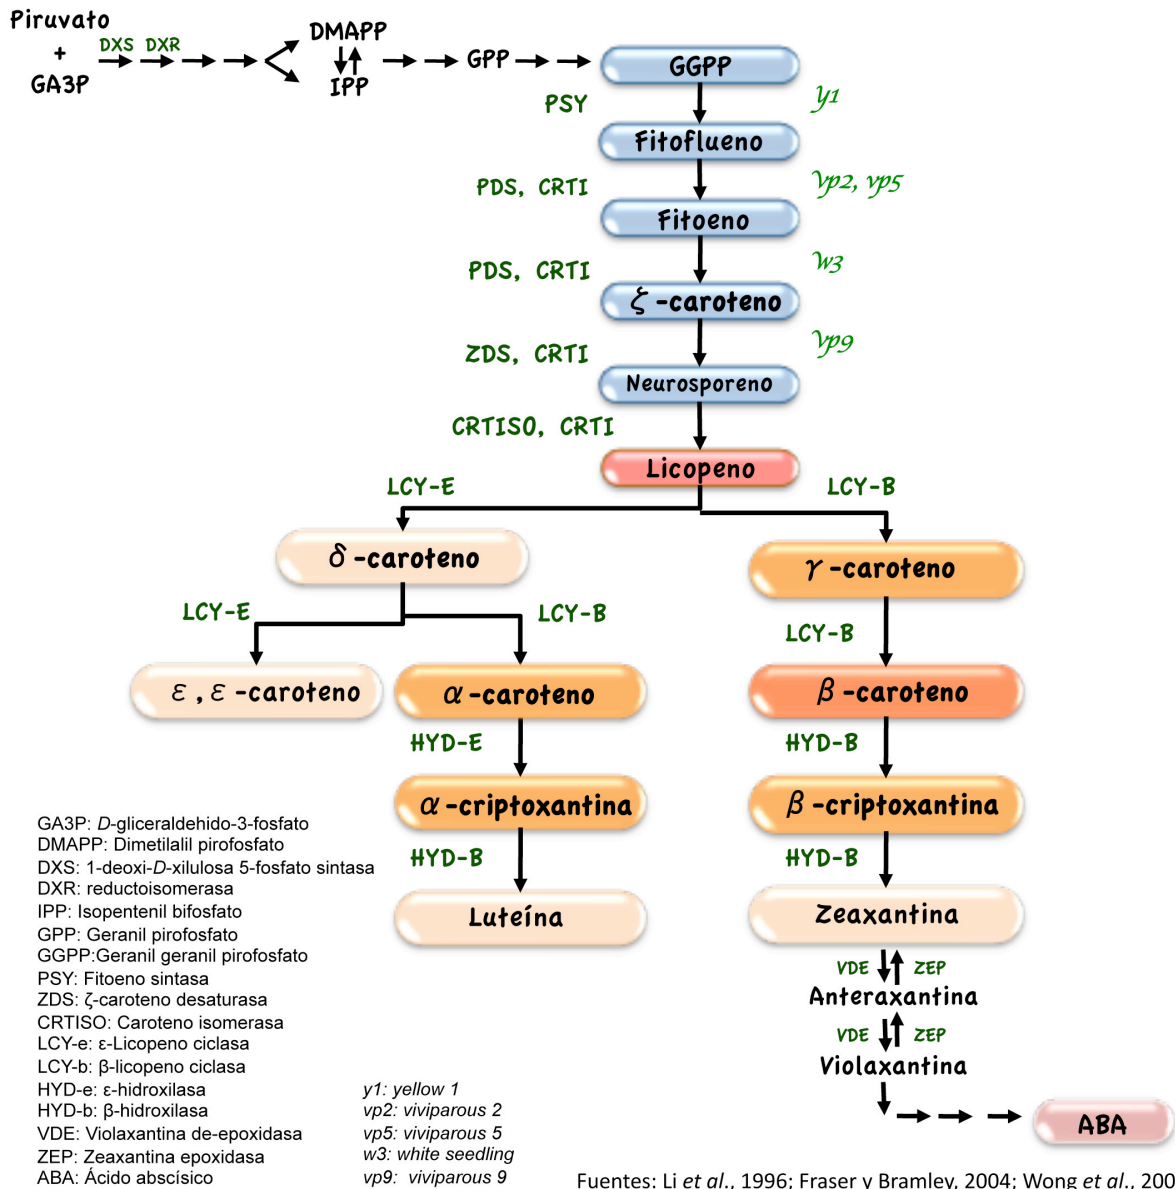 Piruvato
+
GA3P
DXS DXR
DMAPP
IPP
GPP
GGPP
PSY
y1
Fitoflueno
PDS, CRTI
vp2, vp5
Fitoeno
PDS, CRTI
w3
ζ-caroteno
ZDS, CRTI
vp9
Neurosporeno
CRTISO, CRTI
Licopeno
LCY-E
LCY-B
δ-caroteno
γ-caroteno
LCY-E
LCY-B
LCY-B
ε,ε-caroteno
α-caroteno
β-caroteno
HYD-E
HYD-B
α-criptoxantina
β-criptoxantina
HYD-B
HYD-B
Luteína
Zeaxantina
VDE ZEP
Anteraxantina
VDE ZEP
Violaxantina
ABA
GA3P: D-gliceraldehido-3-fosfato
DMAPP: Dimetilalil pirofosfato
DXS: 1-deoxi-D-xilulosa 5-fosfato sintasa
DXR: reductoisomerasa
IPP: Isopentenil bifosfato
GPP: Geranil pirofosfato
GGPP:Geranil geranil pirofosfato
PSY: Fitoeno sintasa
ZDS: ζ-caroteno desaturasa
CRTISO: Caroteno isomerasa
LCY-e: ε-Licopeno ciclasa
LCY-b: β-licopeno ciclasa
HYD-e: ε-hidroxilasa
HYD-b: β-hidroxilasa
VDE: Violaxantina de-epoxidasa
ZEP: Zeaxantina epoxidasa
ABA: Ácido abscísico
y1: yellow 1
vp2: viviparous 2
vp5: viviparous 5
w3: white seedling
vp9: viviparous 9
Fuentes: Li et al., 1996; Fraser y Bramley, 2004; Wong et al., 200